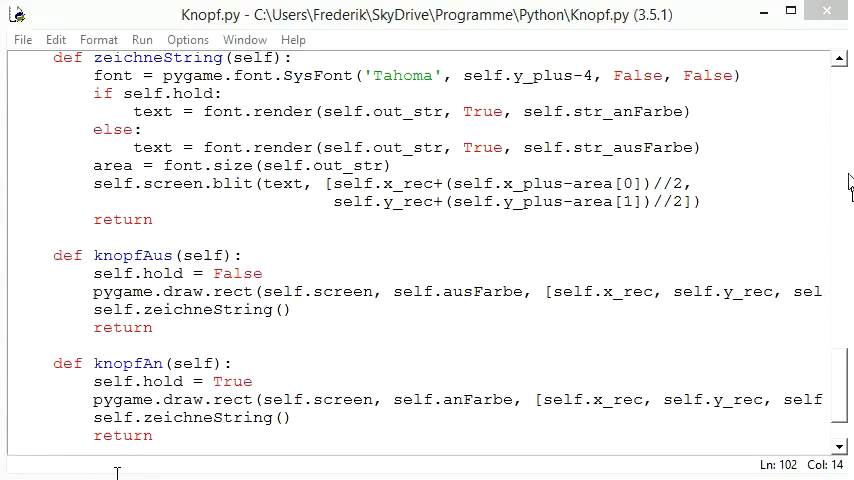 Knopf.py - C:\Users\Frederik\SkyDrive\Programme\Python\Knopf.py (3.5.1)
File Edit Format Run Options Window Help
def zeichneString(self):
font = pygame.font.SysFont('Tahoma', self.y_plus-4, False, False)
if self.hold:
text = font.render(self.out_str, True, self.str_anFarbe)
else:
text = font.render(self.out_str, True, self.str_ausFarbe)
area = font.size(self.out_str)
self.screen.blit(text, [self.x_rec+(self.x_plus-area[0])//2,
self.y_rec+(self.y_plus-area[1])//2])
return
def knopfAus(self):
self.hold = False
pygame.draw.rect(self.screen, self.ausFarbe, [self.x_rec, self.y_rec, sel
self.zeichneString()
return
def knopfAn(self):
self.hold = True
pygame.draw.rect(self.screen, self.anFarbe, [self.x_rec, self.y_rec, self
self.zeichneString()
return
Ln: 102 Col: 14